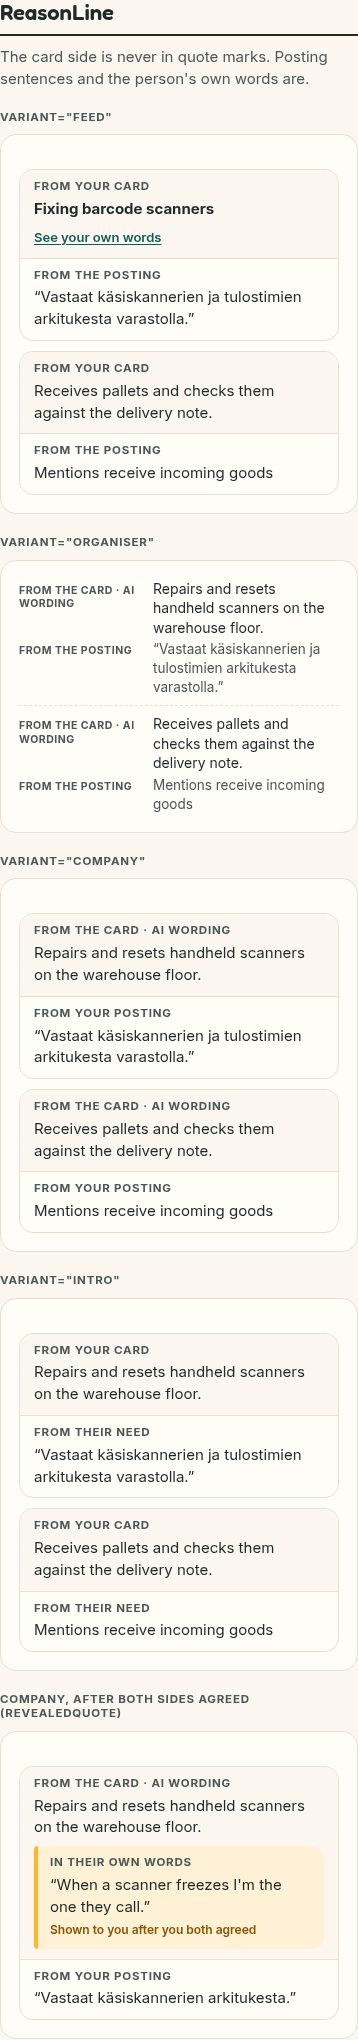 ReasonLine
The card side is never in quote marks. Posting
sentences and the person's own words are.
VARIANT="FEED"
FROM YOUR CARD
Fixing barcode scanners
See your own words
FROM THE POSTING
“Vastaat käsiskannerien ja tulostimien
arkitukesta varastolla.”
FROM YOUR CARD
Receives pallets and checks them
against the delivery note.
FROM THE POSTING
Mentions receive incoming goods
VARIANT="ORGANISER"
FROM THE CARD · AI
WORDING
Repairs and resets
handheld scanners on the
warehouse floor.
FROM THE POSTING
“Vastaat käsiskannerien ja
tulostimien arkitukesta
varastolla.”
FROM THE CARD · AI
WORDING
Receives pallets and
checks them against the
delivery note.
FROM THE POSTING
Mentions receive incoming
goods
VARIANT="COMPANY"
FROM THE CARD · AI WORDING
Repairs and resets handheld scanners
on the warehouse floor.
FROM YOUR POSTING
“Vastaat käsiskannerien ja tulostimien
arkitukesta varastolla.”
FROM THE CARD · AI WORDING
Receives pallets and checks them
against the delivery note.
FROM YOUR POSTING
Mentions receive incoming goods
VARIANT="INTRO"
FROM YOUR CARD
Repairs and resets handheld scanners
on the warehouse floor.
FROM THEIR NEED
“Vastaat käsiskannerien ja tulostimien
arkitukesta varastolla.”
FROM YOUR CARD
Receives pallets and checks them
against the delivery note.
FROM THEIR NEED
Mentions receive incoming goods
COMPANY, AFTER BOTH SIDES AGREED
(REVEALEDQUOTE)
FROM THE CARD · AI WORDING
Repairs and resets handheld scanners
on the warehouse floor.
IN THEIR OWN WORDS
“When a scanner freezes I'm the
one they call.”
Shown to you after you both agreed
FROM YOUR POSTING
“Vastaat käsiskannerien arkitukesta.”